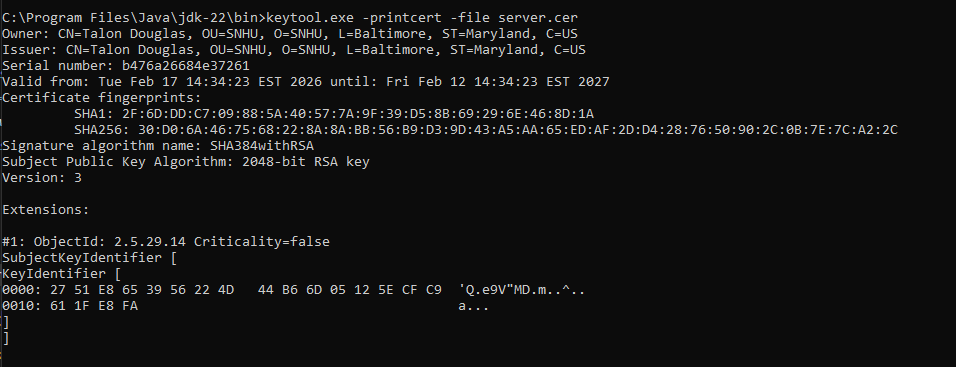 C:\Program Files\Java\jdk-22\bin>keytool.exe -printcert -file server.cer
Owner: CN=Talon Douglas, OU=SNHU, O=SNHU, L=Baltimore, ST=Maryland, C=US
Issuer: CN=Talon Douglas, OU=SNHU, O=SNHU, L=Baltimore, ST=Maryland, C=US
Serial number: b476a26684e37261
Valid from: Tue Feb 17 14:34:23 EST 2026 until: Fri Feb 12 14:34:23 EST 2027
Certificate fingerprints:
SHA1: 2F:6D:DD:C7:09:88:5A:40:57:7A:9F:39:D5:8B:69:29:6E:46:8D:1A
SHA256: 30:D0:6A:46:75:68:22:8A:8A:BB:56:B9:D3:9D:43:A5:AA:65:ED:AF:2D:D4:28:76:50:90:2C:0B:7E:7C:A2:2C
Signature algorithm name: SHA384withRSA
Subject Public Key Algorithm: 2048-bit RSA key
Version: 3
Extensions:
#1: ObjectId: 2.5.29.14 Criticality=false
SubjectKeyIdentifier [
KeyIdentifier [
0000: 27 51 E8 65 39 56 22 4D   44 B6 6D 05 12 5E CF C9  'Q.e9V"MD.m..^..
0010: 61 1F E8 FA                                        a...
]
]